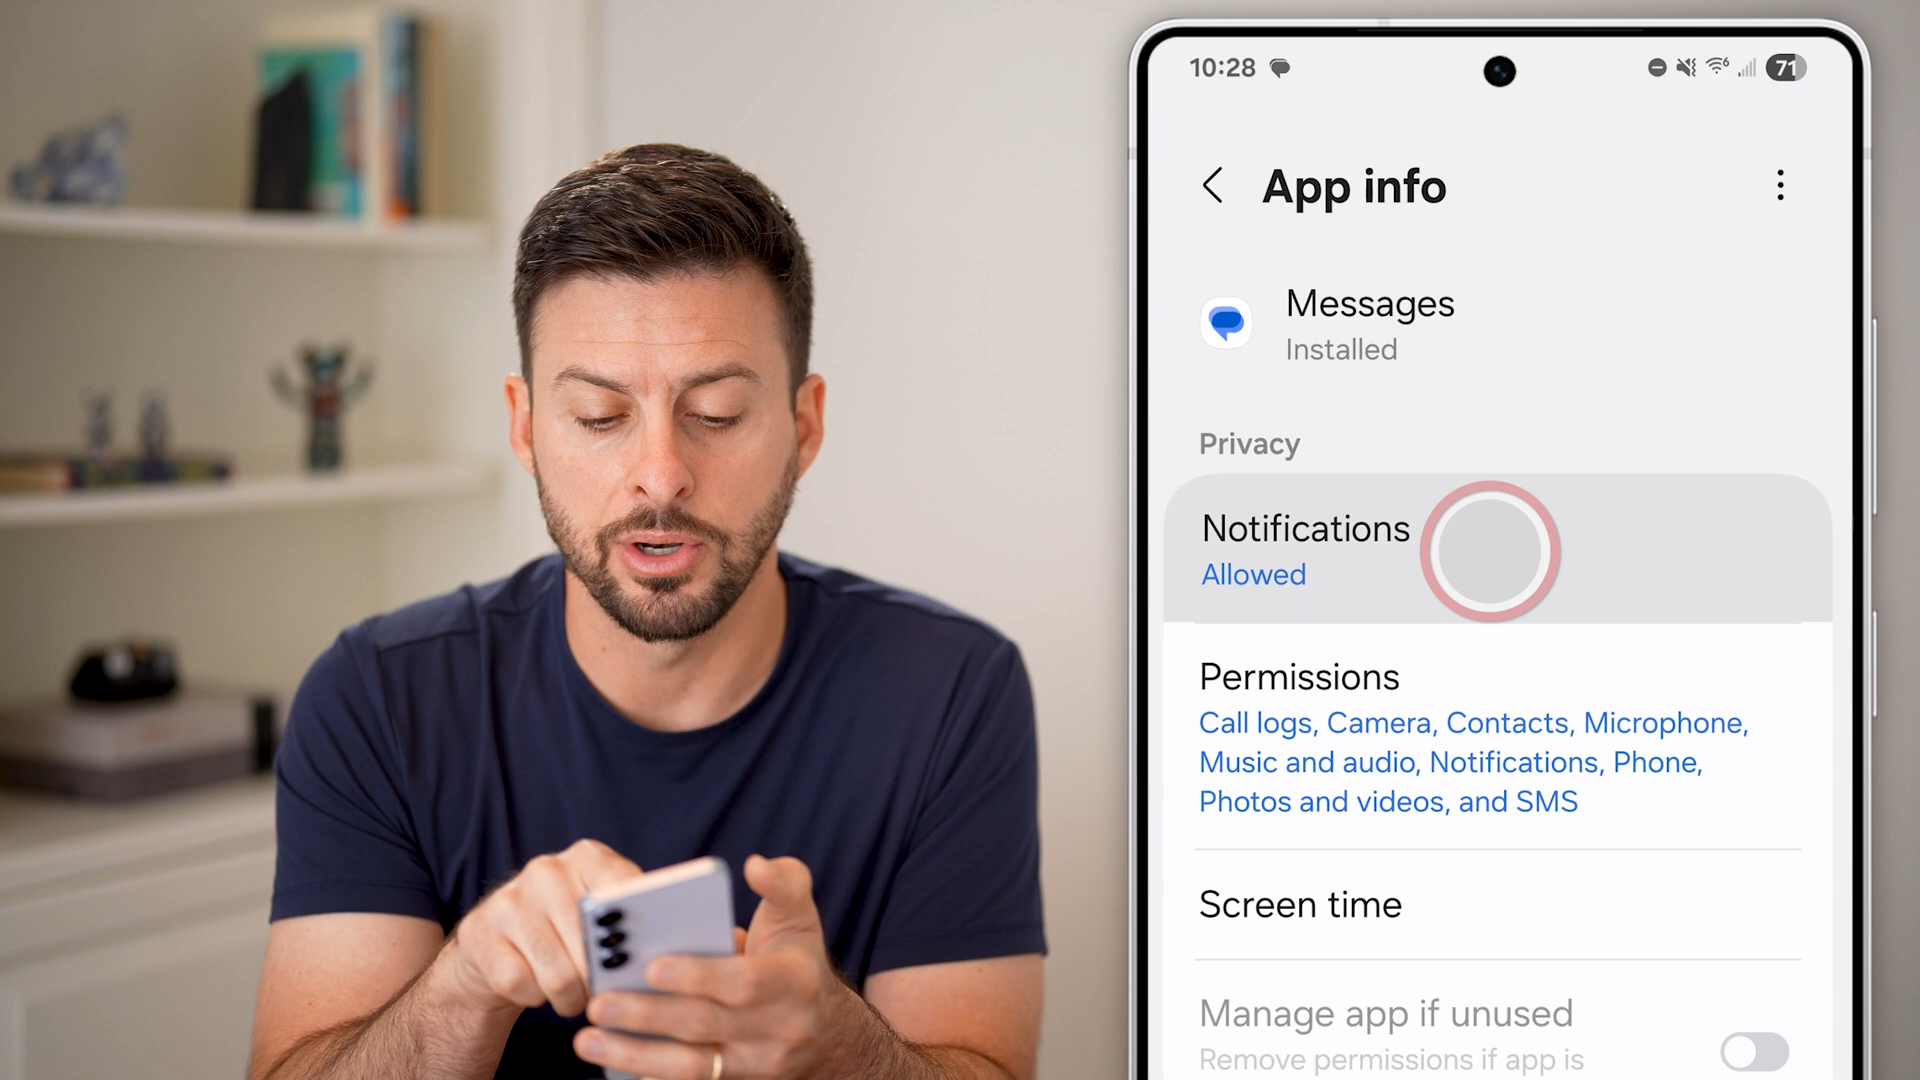 10:28
71
App info
Messages
Installed
Privacy
Notifications
Allowed
Permissions
Call logs, Camera, Contacts, Microphone,
Music and audio, Notifications, Phone,
Photos and videos, and SMS
Screen time
Manage app if unused
Remove permissions if app is